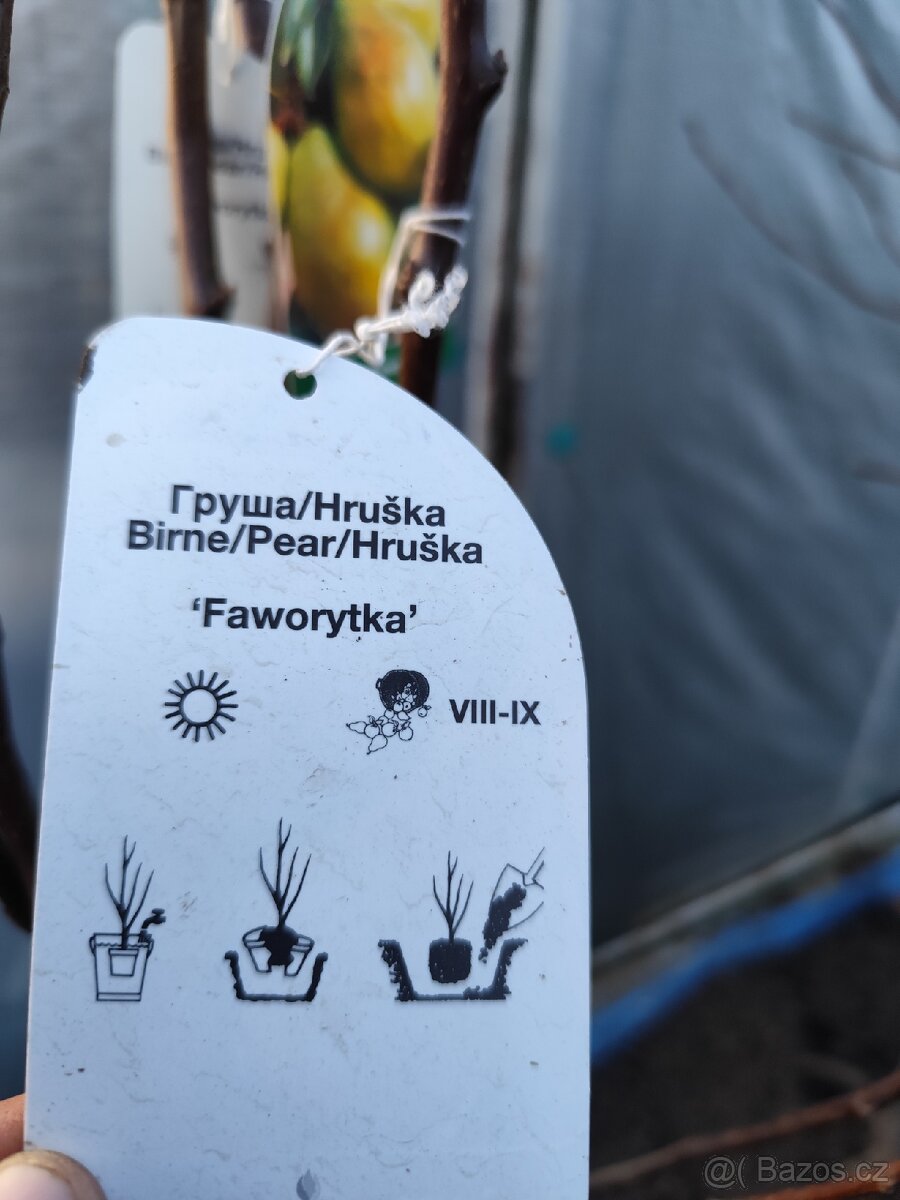 Груша/Hruška
Birne/Pear/Hruška
‘Faworytka’
VIII-IX
@( Bazos.cz